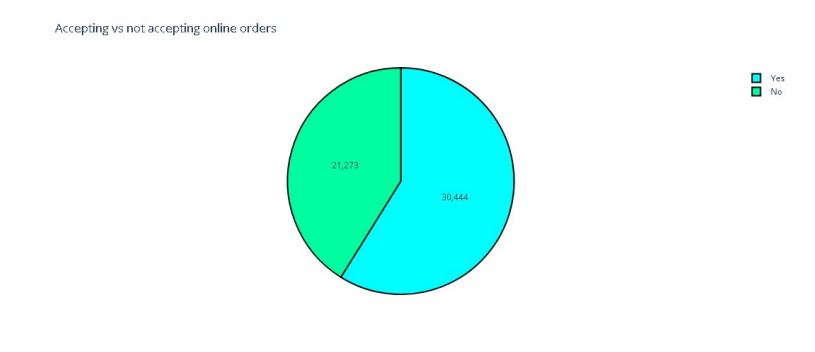 Accepting vs not accepting online orders
Yes
No
21,273
30,444